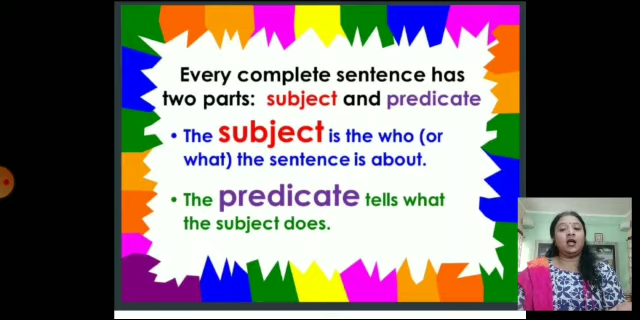 Every complete sentence has
two parts: subject and predicate
• The subject is the who (or
what) the sentence is about.
• The predicate tells what
the subject does.